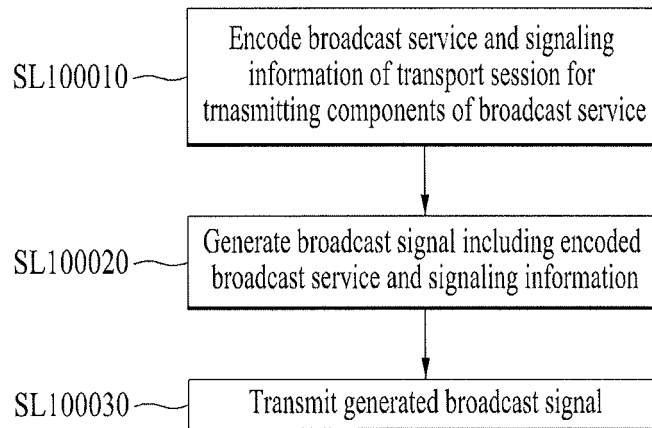 Encode broadcast service and signaling
SL100010
information of transport session for
trnasmitting components of broadcast service
Generate broadcast signal including encoded
SL100020
broadcast service and signaling information
SL100030
Transmit generated broadcast signal